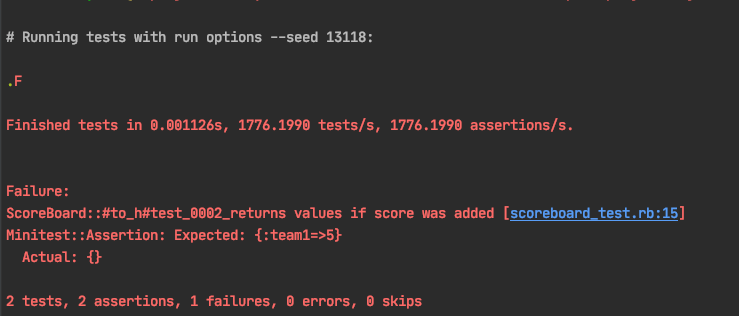 # Running tests with run options --seed 13118:
.F
Finished tests in 0.001126s, 1776.1990 tests/s, 1776.1990 assertions/s.
Failure:
ScoreBoard::#to_h#test_0002_returns values if score was added [scoreboard_test.rb:15]
Minitest::Assertion: Expected: {:team1=>5}
  Actual: {}
2 tests, 2 assertions, 1 failures, 0 errors, 0 skips